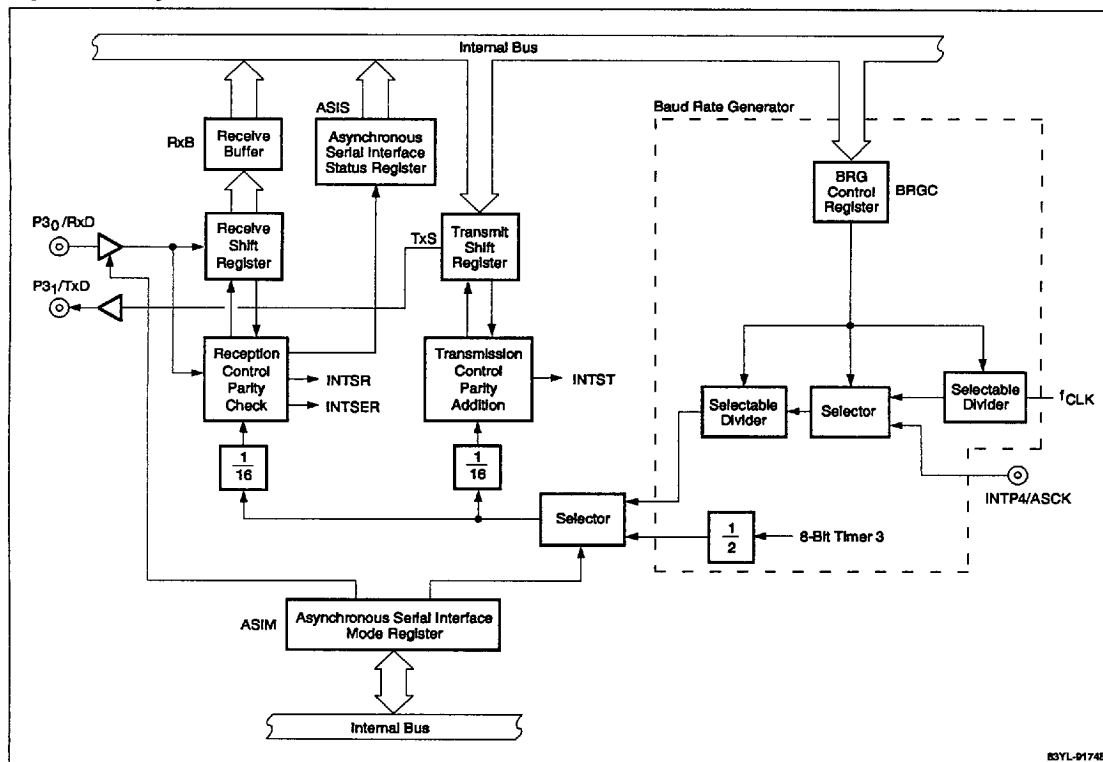 Internal Bus
Baud Rate Generator
ASIS
RxB
Receive
Buffer
Asynchronous
Serial Interface
Status Register
BRG
Control
Register
BRGC
P30/RxD
Receive
Shift
Register
TxS
Transmit
Shift
Register
P31/TxD
Reception
Control
Parity
Check
INTSR
INTSER
Transmission
Control
Parity
Addition
INTST
Selectable
Divider
Selector
Selectable
Divider
fCLK
1
16
1
16
INTP4/ASCK
Selector
1
2
8-Bit Timer 3
ASIM
Asynchronous Serial Interface
Mode Register
Internal Bus